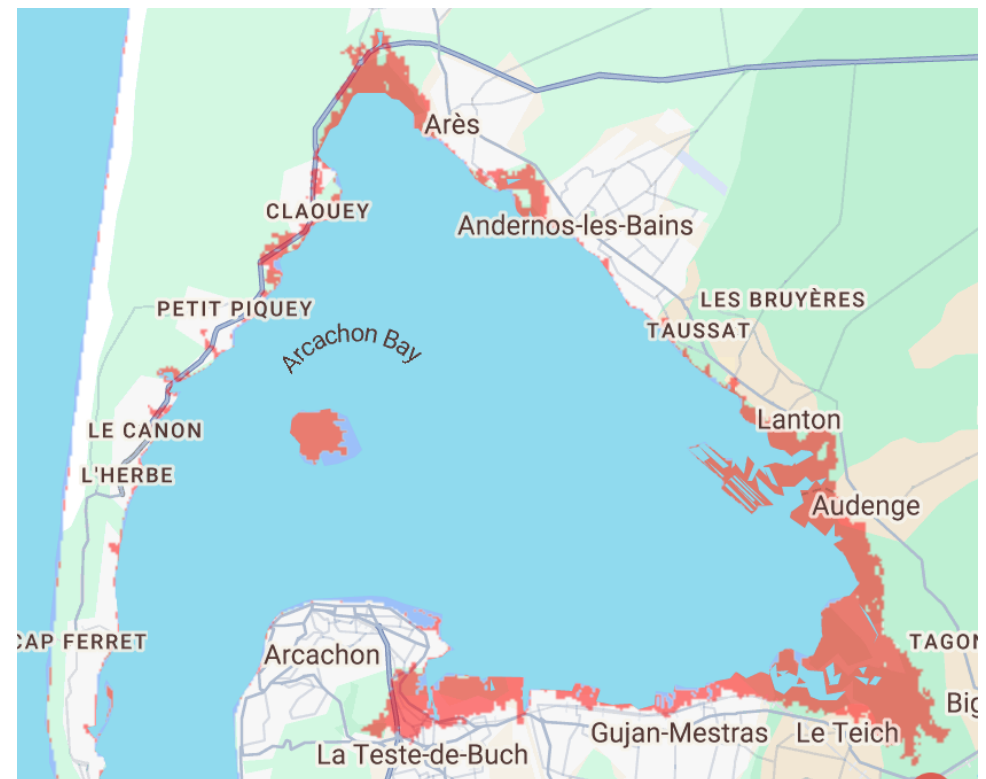 Arès
CLAOUEY
Andernos-les-Bains
PETIT PIQUEY
LES BRUYÈRES
TAUSSAT
Arcachon Bay
LE CANON
Lanton
L'HERBE
Audenge
CAP FERRET
Arcachon
TAGON
Big
Gujan-Mestras
Le Teich
La Teste-de-Buch